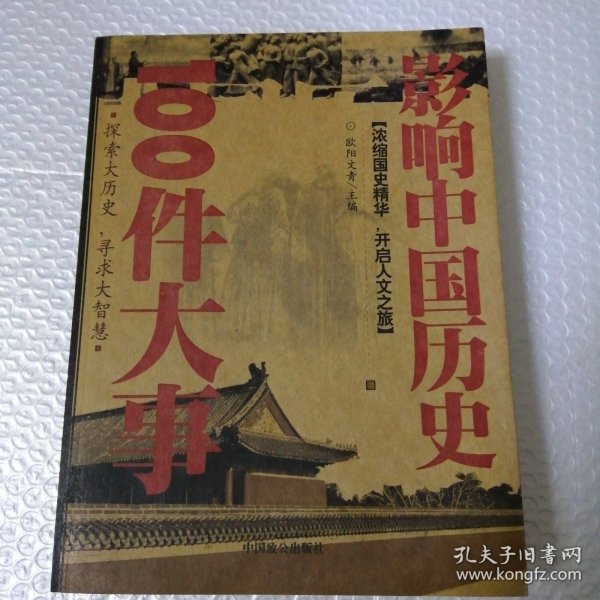 影响中国历史
100件大事
【浓缩国史精华，开启人文之旅】
⊙欧阳文青/主编
探索大历史，寻求大智慧
中国致公出版社
孔夫子旧书网
www.kongfz.com